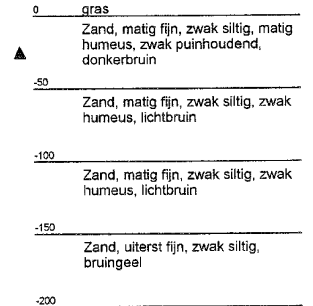 0 gras
Zand, matig fijn, zwak siltig, matig
humeus, zwak puinhoudend,
donkerbruin
-50
Zand, matig fijn, zwak siltig, zwak
humeus, lichtbruin
-100
Zand, matig fijn, zwak siltig, zwak
humeus, lichtbruin
-150
Zand, uiterst fijn, zwak siltig,
bruingeel
-200